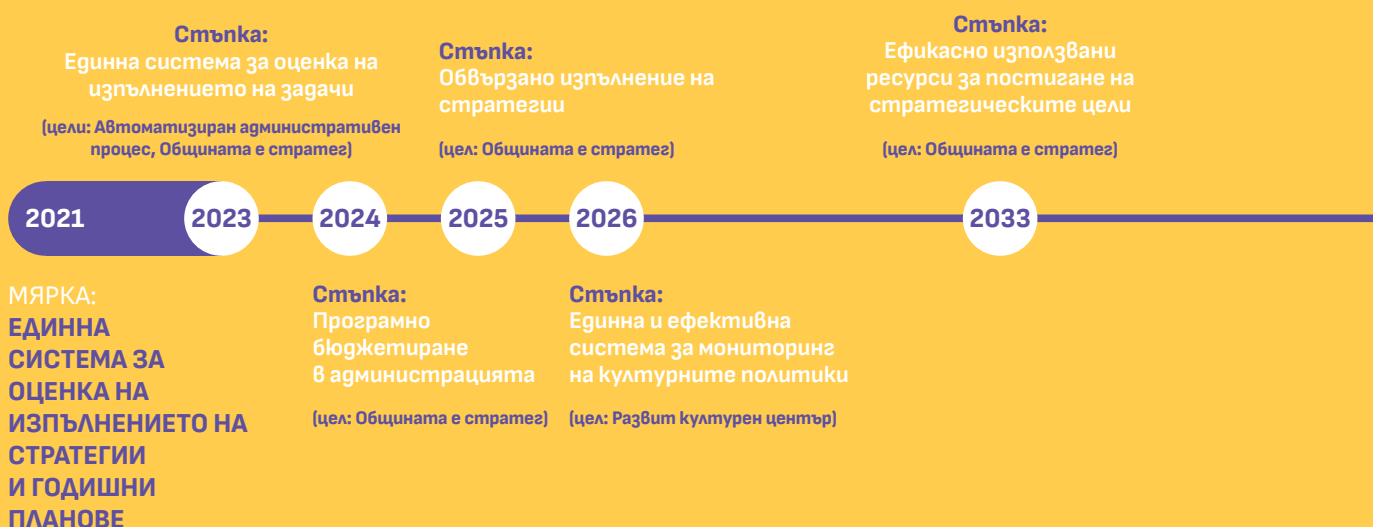 Стъпка:
Единна система за оценка на
изпълнението на задачи
(цели: Автоматизиран административен
процес, Общината е стратег)
Стъпка:
Обвързано изпълнение на
стратегии
(цел: Общината е стратег)
Стъпка:
Ефикасно използвани
ресурси за постигане на
стратегическите цели
(цел: Общината е стратег)
2021
2023
2024
2025
2026
2033
МЯРКА:
ЕДИННА
СИСТЕМА ЗА
ОЦЕНКА НА
ИЗПЪЛНЕНИЕТО НА
СТРАТЕГИИ
И ГОДИШНИ
ПЛАНОВЕ
Стъпка:
Програмно
бюджетиране
в администрацията
(цел: Общината е стратег)
Стъпка:
Единна и ефективна
система за мониторинг
на културните политики
(цел: Развит културен център)